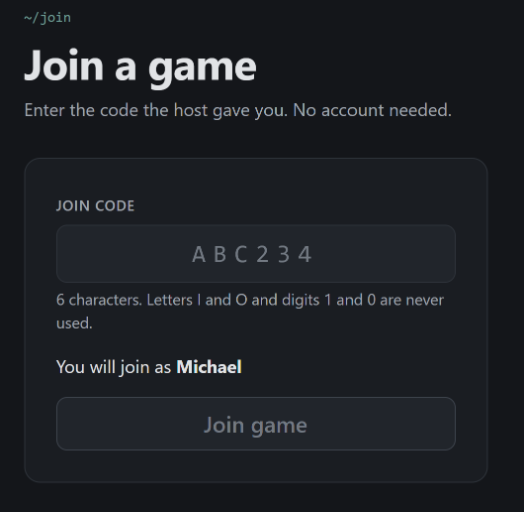 ~/join
Join a game
Enter the code the host gave you. No account needed.
JOIN CODE
A B C 2 3 4
6 characters. Letters I and O and digits 1 and 0 are never
used.
You will join as Michael
Join game